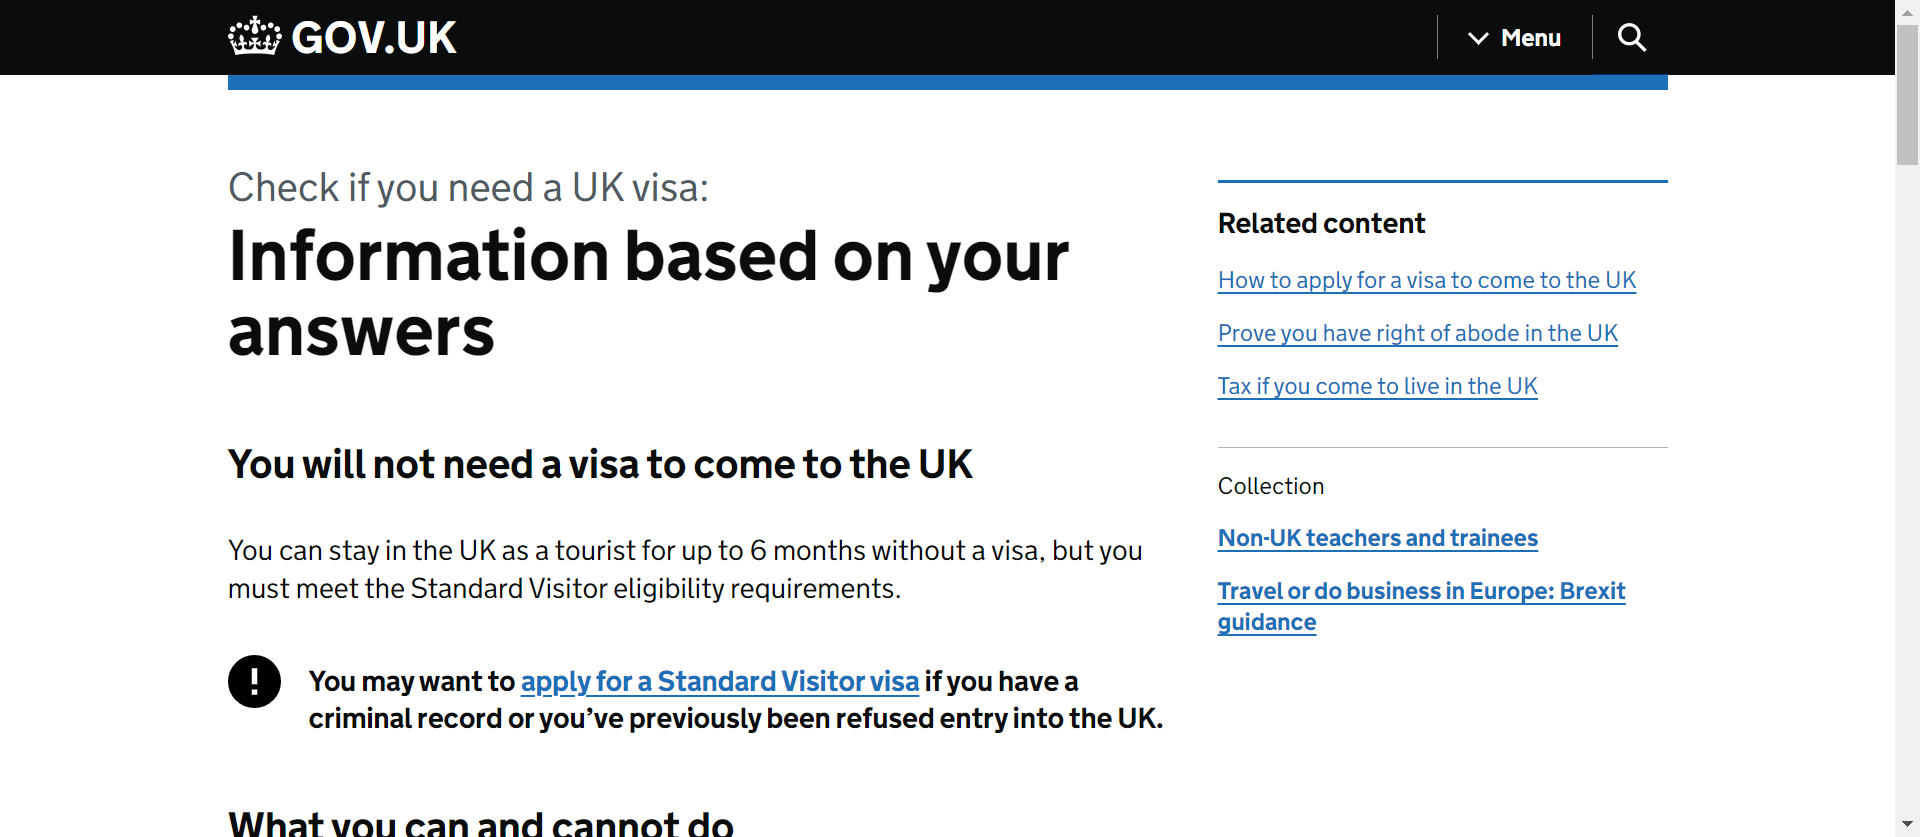 GOV.UK
Menu
Check if you need a UK visa:
Information based on your
answers
You will not need a visa to come to the UK
You can stay in the UK as a tourist for up to 6 months without a visa, but you
must meet the Standard Visitor eligibility requirements.
! You may want to apply for a Standard Visitor visa if you have a
criminal record or you’ve previously been refused entry into the UK.
What you can and cannot do
Related content
How to apply for a visa to come to the UK
Prove you have right of abode in the UK
Tax if you come to live in the UK
Collection
Non-UK teachers and trainees
Travel or do business in Europe: Brexit
guidance